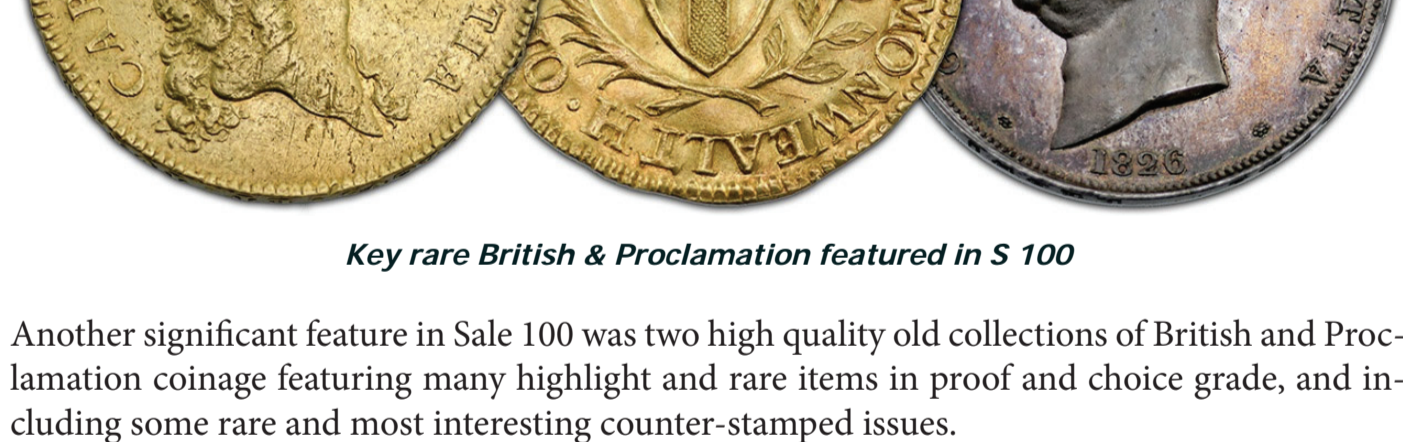 CAR
TIA
· O
MONWEALTH ·
TIA
1826
Key rare British & Proclamation featured in S 100
Another significant feature in Sale 100 was two high quality old collections of British and Proc-
lamation coinage featuring many highlight and rare items in proof and choice grade, and in-
cluding some rare and most interesting counter-stamped issues.